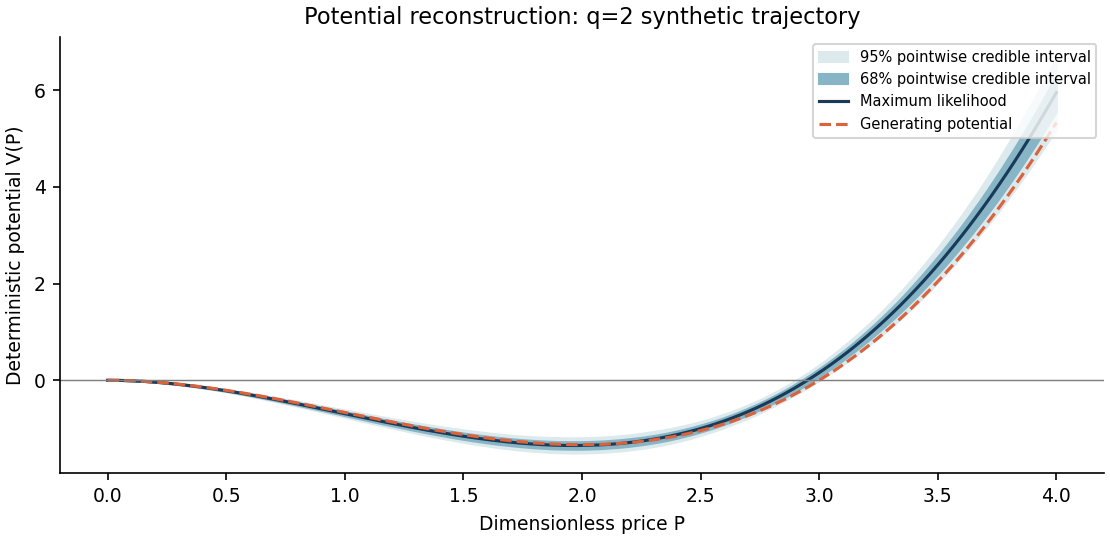 Potential reconstruction: q=2 synthetic trajectory
95% pointwise credible interval
68% pointwise credible interval
Maximum likelihood
Generating potential
Deterministic potential V(P)
6
4
2
0
0.0 0.5 1.0 1.5 2.0 2.5 3.0 3.5 4.0
Dimensionless price P